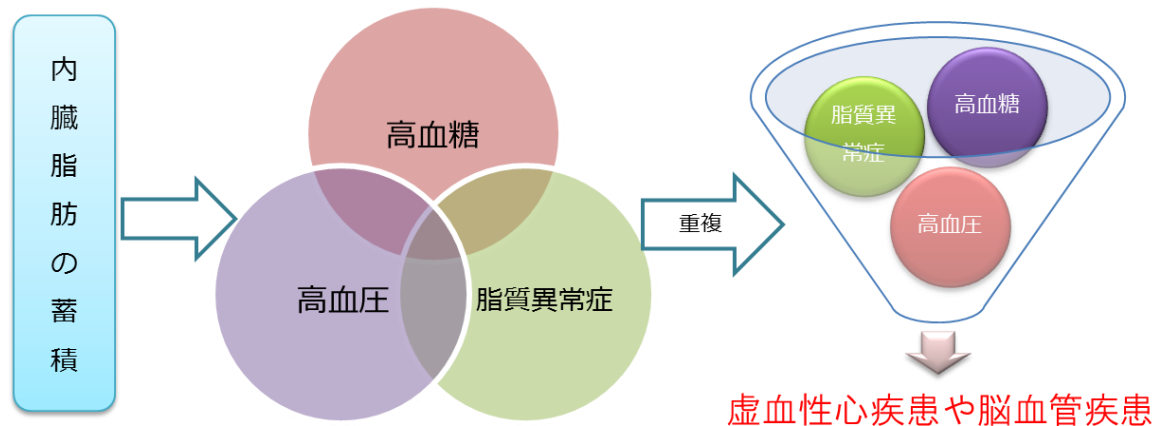 内臓脂肪の蓄積
高血糖
高血圧
脂質異常症
重複
脂質異
常症
高血糖
高血圧
虚血性心疾患や脳血管疾患